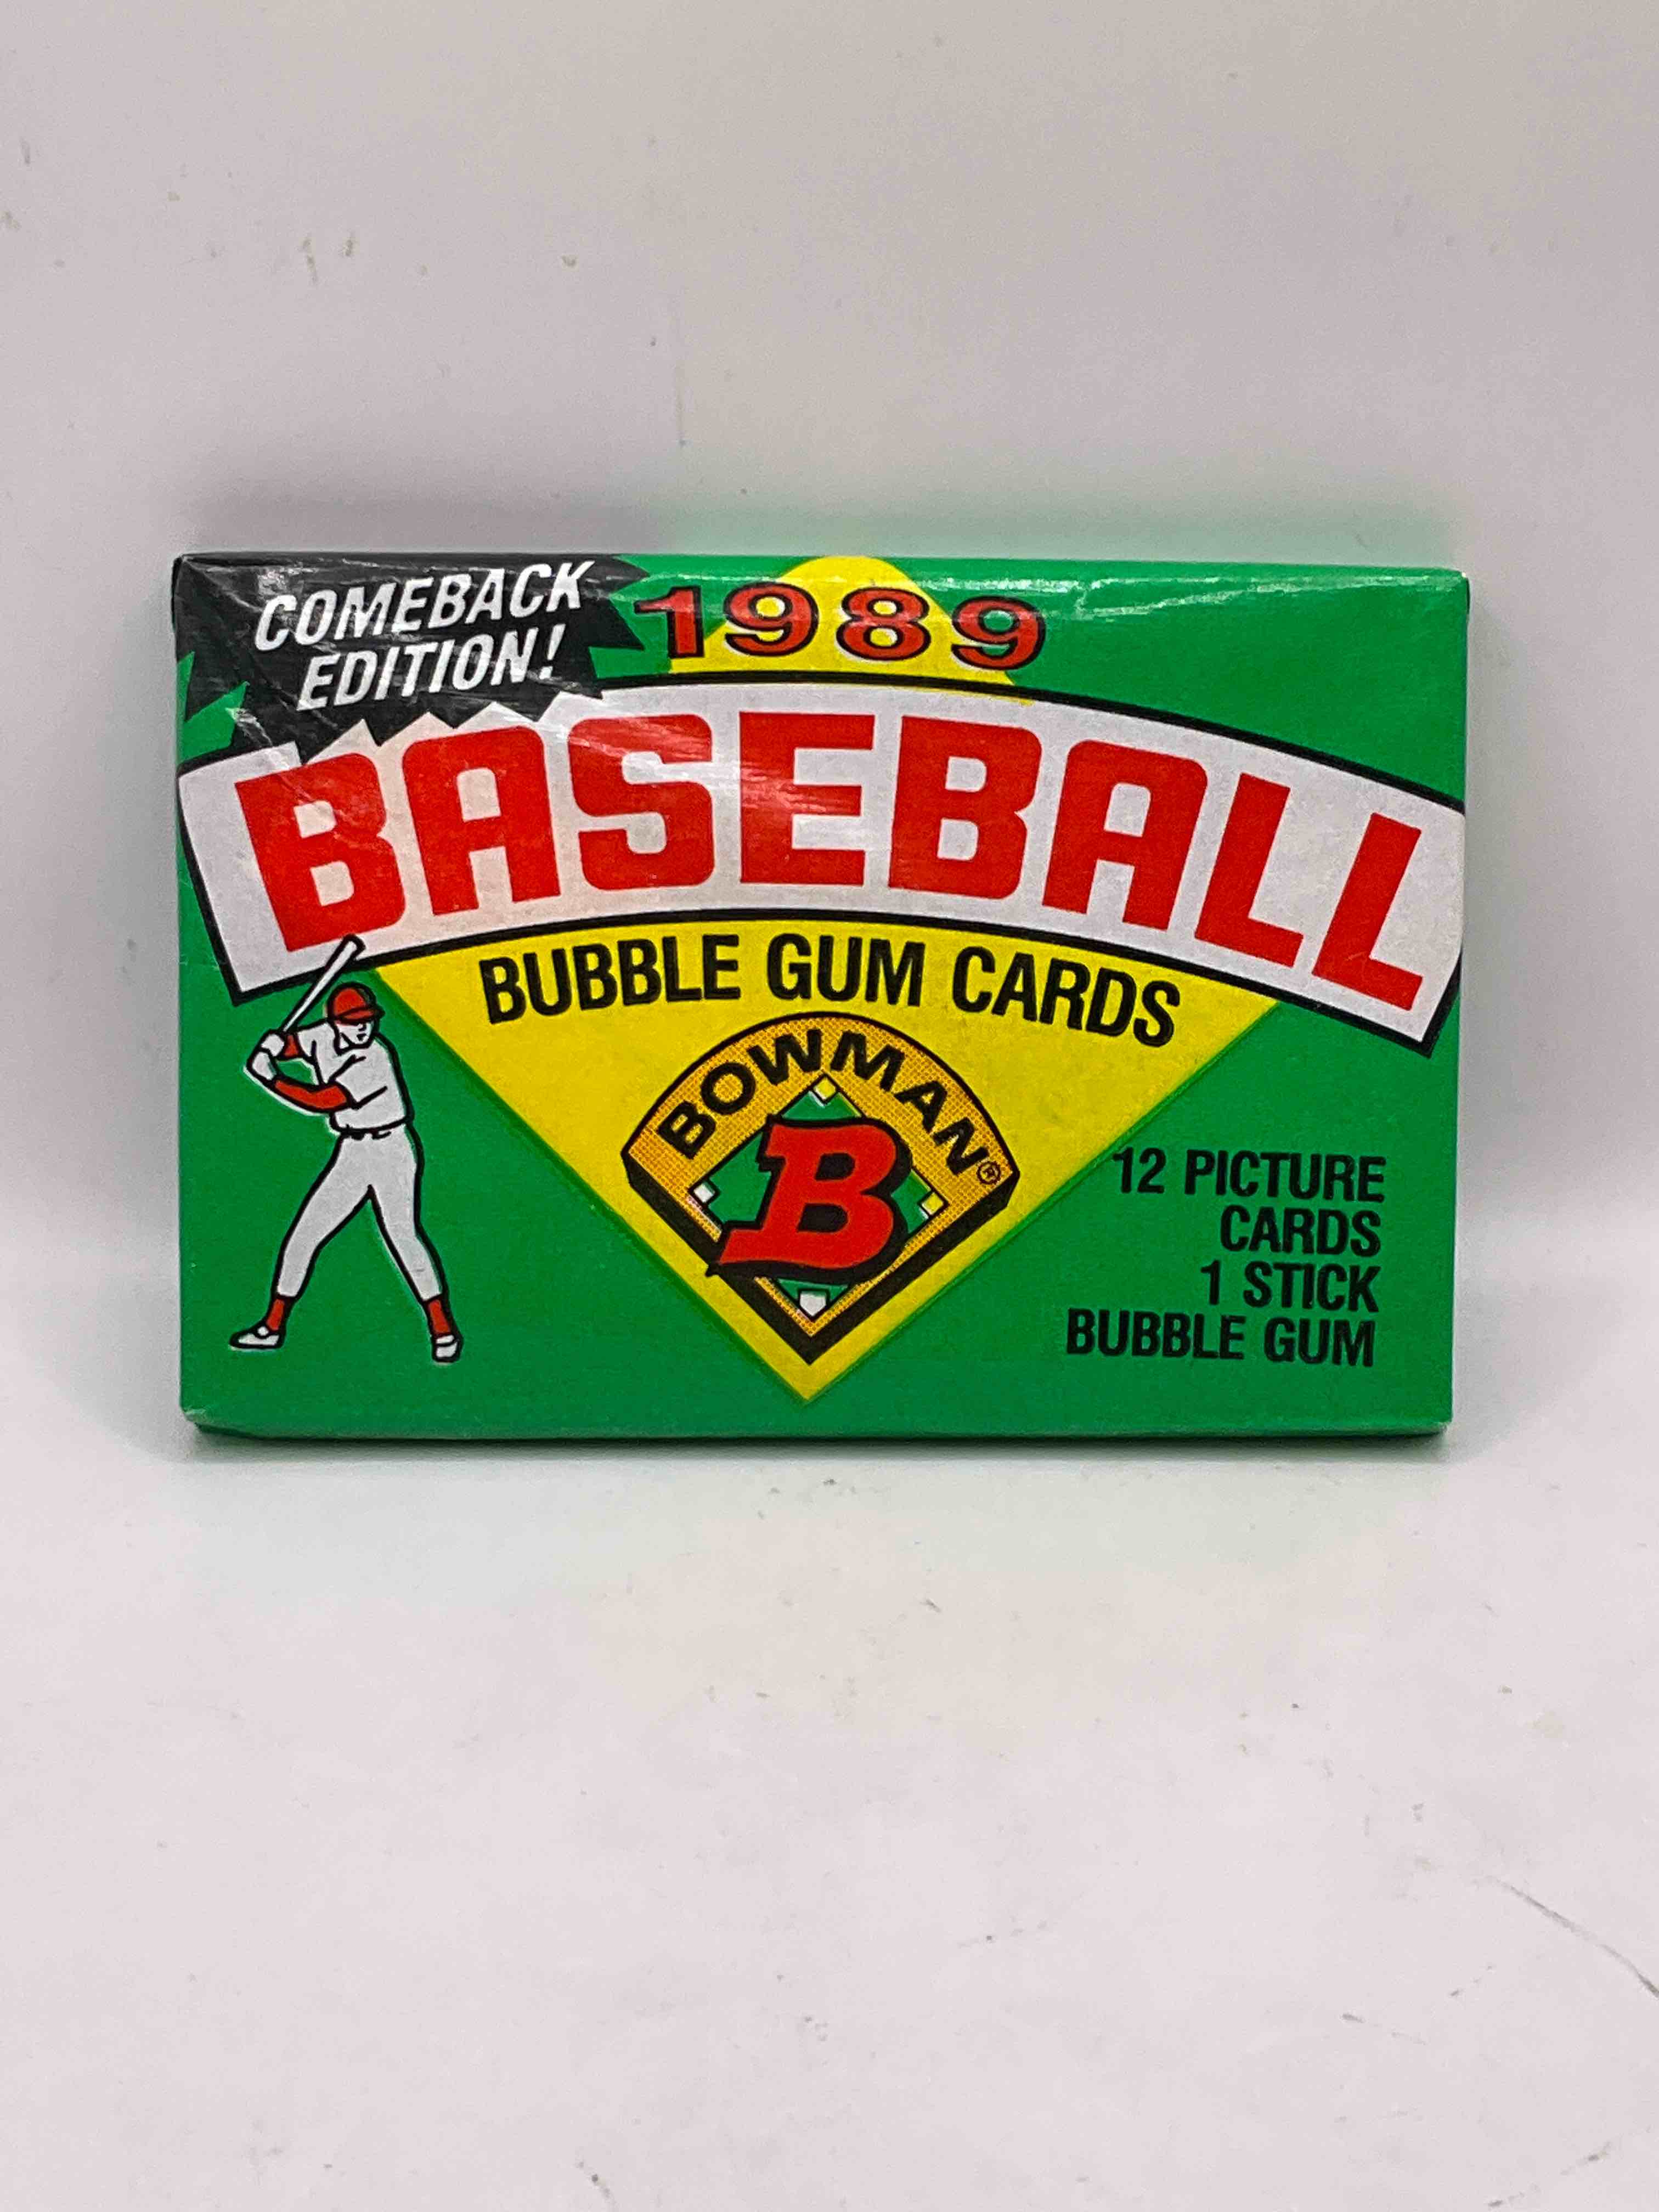 COMEBACK
EDITION!
1989
BASEBALL
BUBBLE GUM CARDS
BOWMAN®
B
12 PICTURE
CARDS
1 STICK
BUBBLE GUM